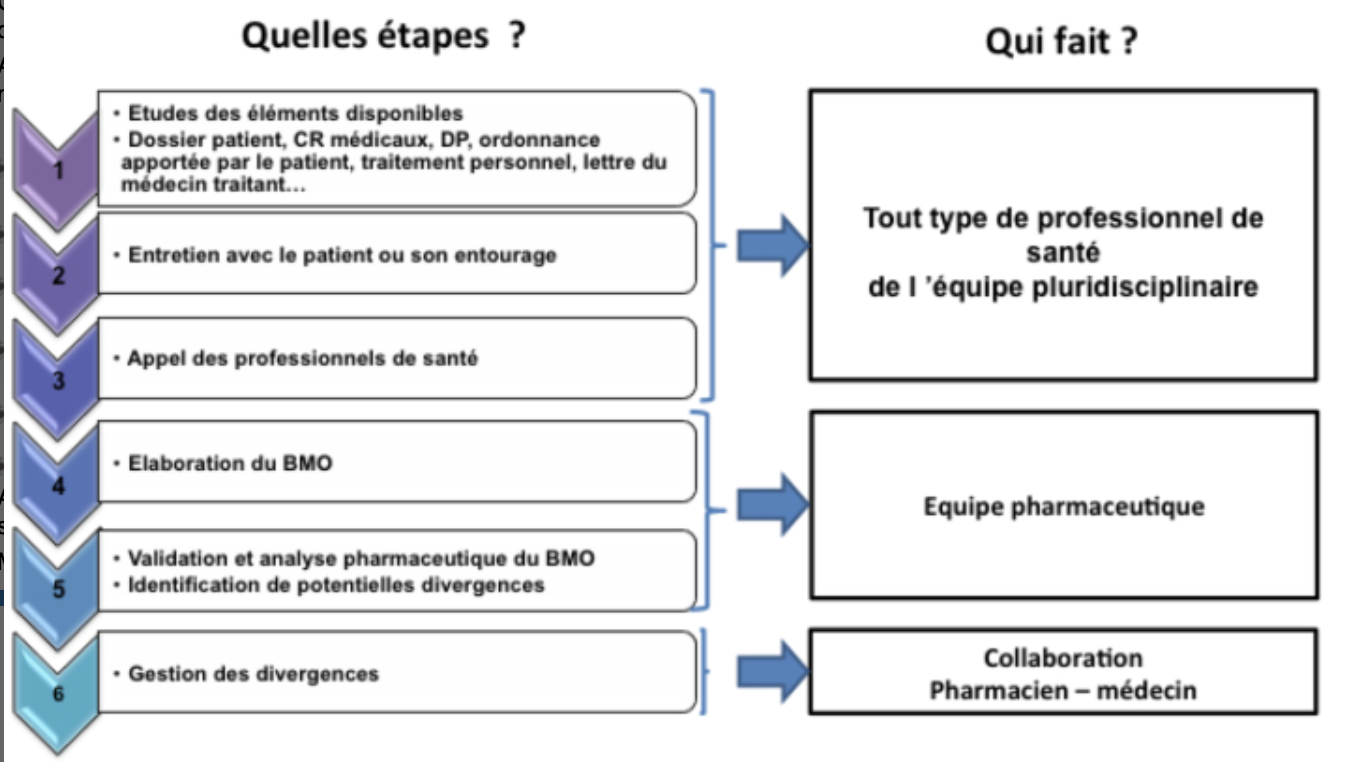 Quelles étapes ?
Qui fait ?
1
• Etudes des éléments disponibles
• Dossier patient, CR médicaux, DP, ordonnance
apportée par le patient, traitement personnel, lettre du
médecin traitant…
2
• Entretien avec le patient ou son entourage
3
• Appel des professionnels de santé
Tout type de professionnel de
santé
de l ’équipe pluridisciplinaire
4
• Elaboration du BMO
5
• Validation et analyse pharmaceutique du BMO
• Identification de potentielles divergences
Equipe pharmaceutique
6
• Gestion des divergences
Collaboration
Pharmacien – médecin